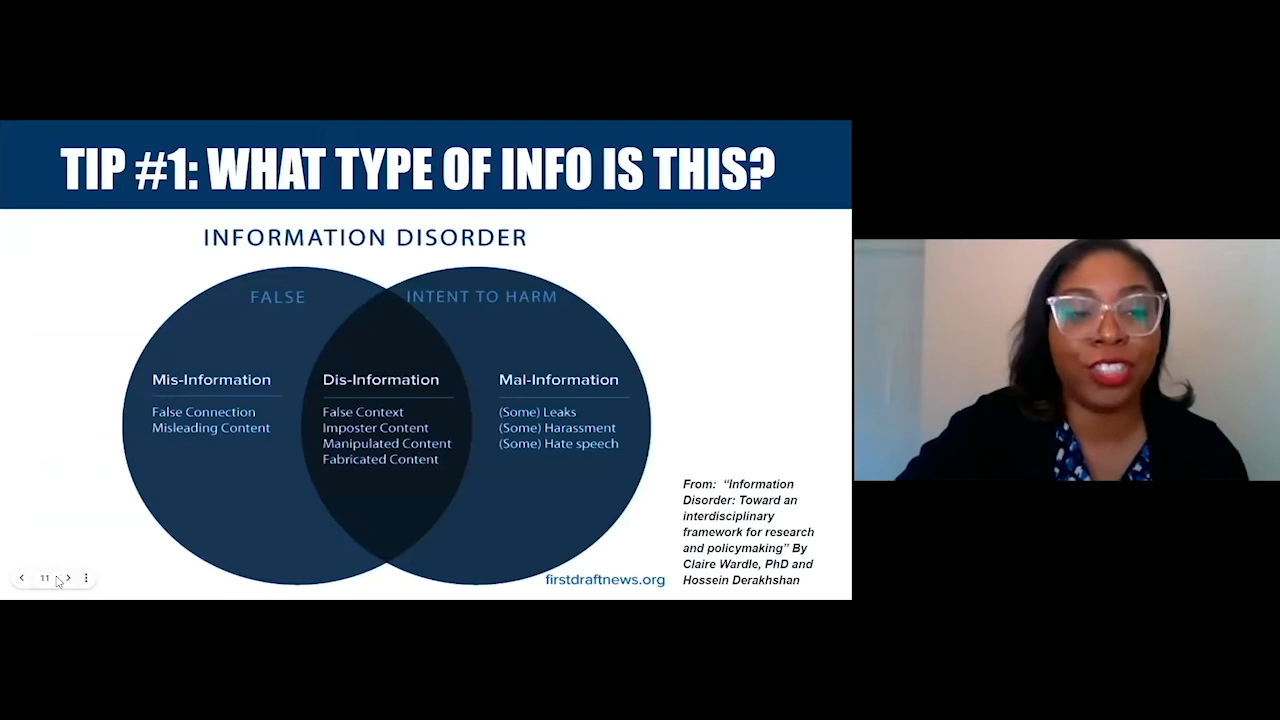 TIP #1: WHAT TYPE OF INFO IS THIS?
INFORMATION DISORDER
FALSE
INTENT TO HARM
Mis-Information
False Connection
Misleading Content
Dis-Information
False Context
Imposter Content
Manipulated Content
Fabricated Content
Mal-Information
(Some) Leaks
(Some) Harassment
(Some) Hate speech
From: “Information
Disorder: Toward an
interdisciplinary
framework for research
and policymaking” By
Claire Wardle, PhD and
Hossein Derakhshan
firstdraftnews.org
11